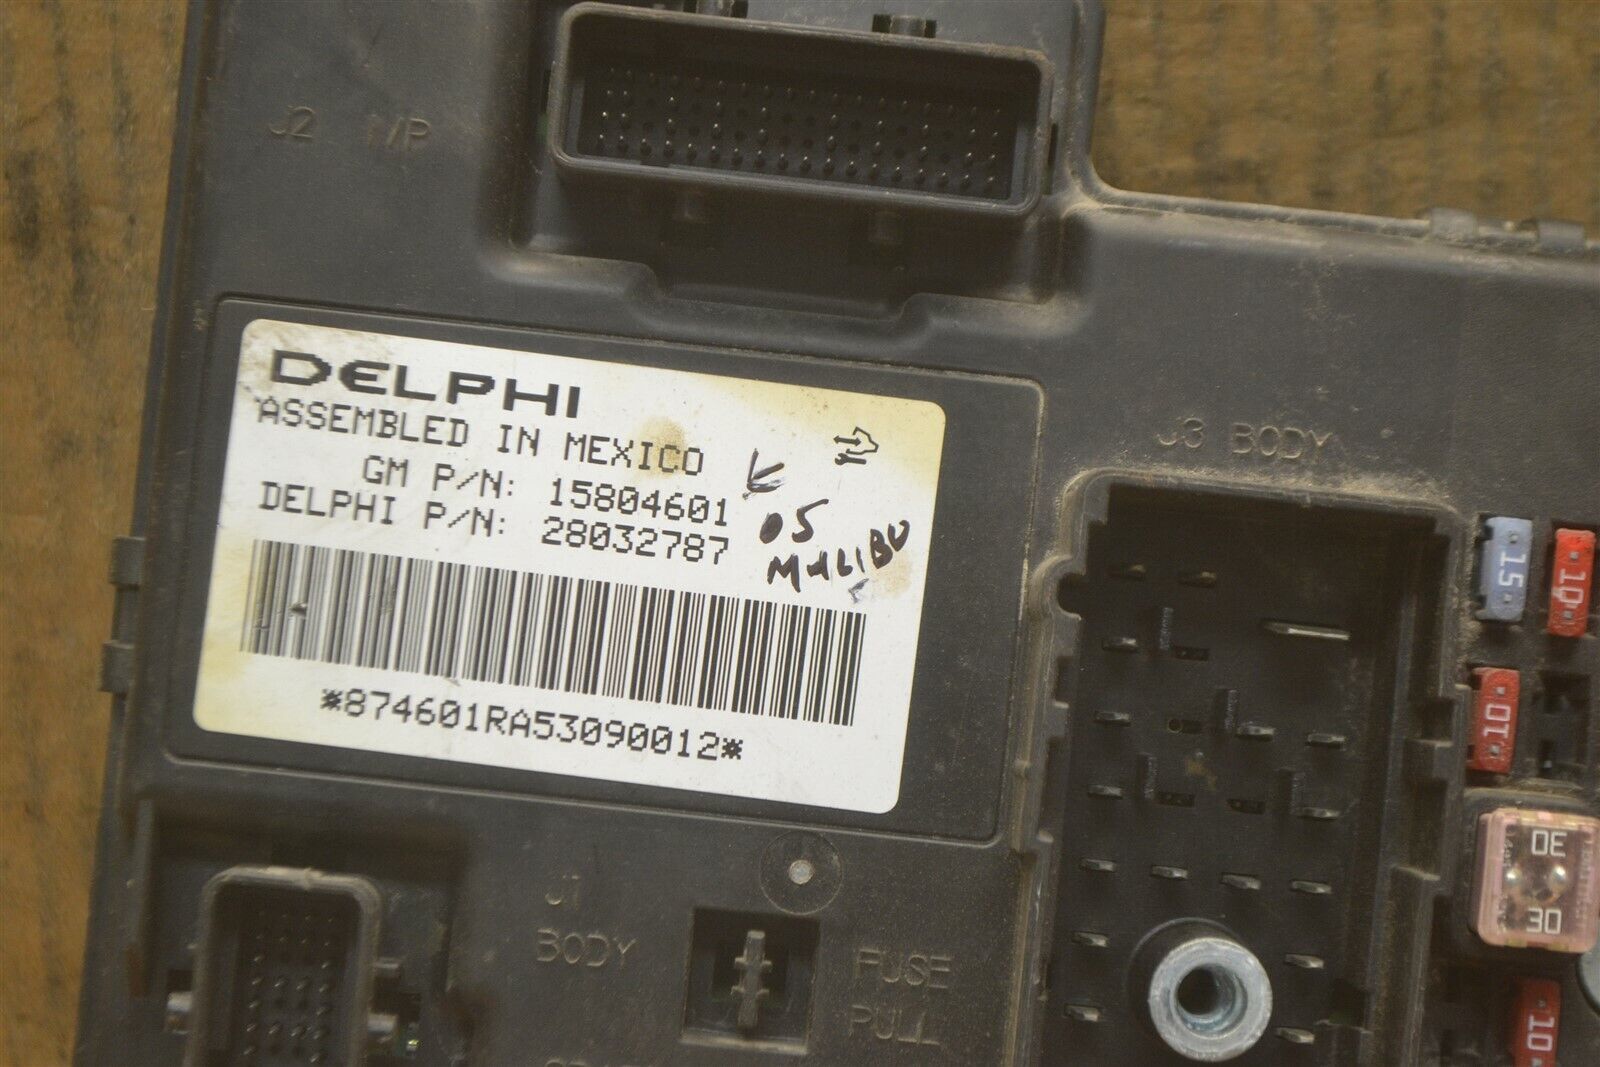 J2 I/P
DELPHI
ASSEMBLED IN MEXICO
GM P/N: 15804601
DELPHI P/N: 28032787
05
MALIBU
*874601RA53090012*
J3 BODY
15
10
10
30
30
10
J1
BODY
FUSE
PULL